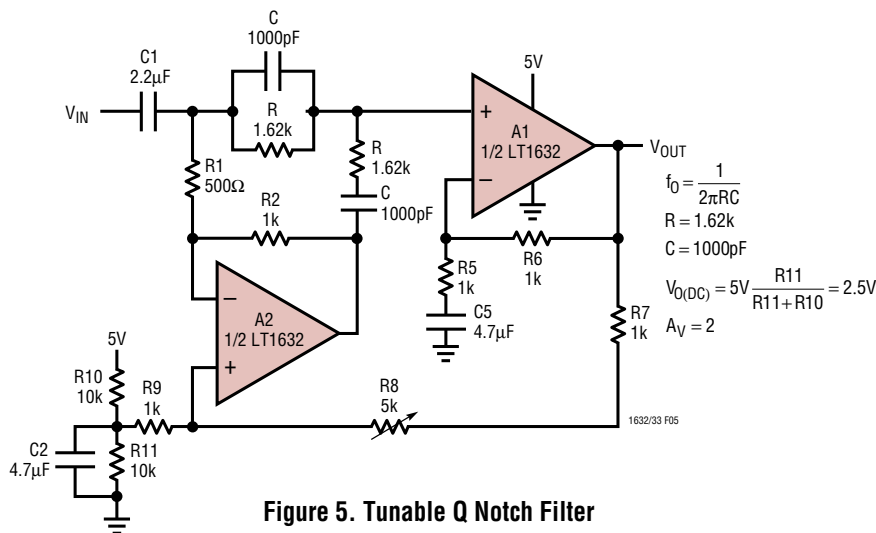 C
1000pF
C1
2.2µF
5V
V_IN
R
1.62k
+
A1
1/2 LT1632
−
V_OUT
R1
500Ω
R
1.62k
C
1000pF
R2
1k
f_O = 1/(2πRC)
R = 1.62k
C = 1000pF
V_O(DC) = 5V R11/(R11+R10) = 2.5V
A_V = 2
R6
1k
R5
1k
C5
4.7µF
R7
1k
−
A2
1/2 LT1632
+
5V
R10
10k
R9
1k
R8
5k
C2
4.7µF
R11
10k
1632/33 F05
Figure 5. Tunable Q Notch Filter